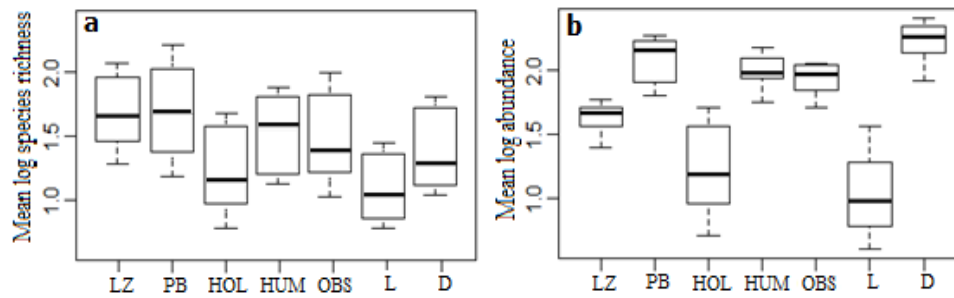 a
Mean log species richness
2.0
1.5
1.0
LZ PB HOL HUM OBS L D
b
Mean log abundance
2.0
1.5
1.0
LZ PB HOL HUM OBS L D